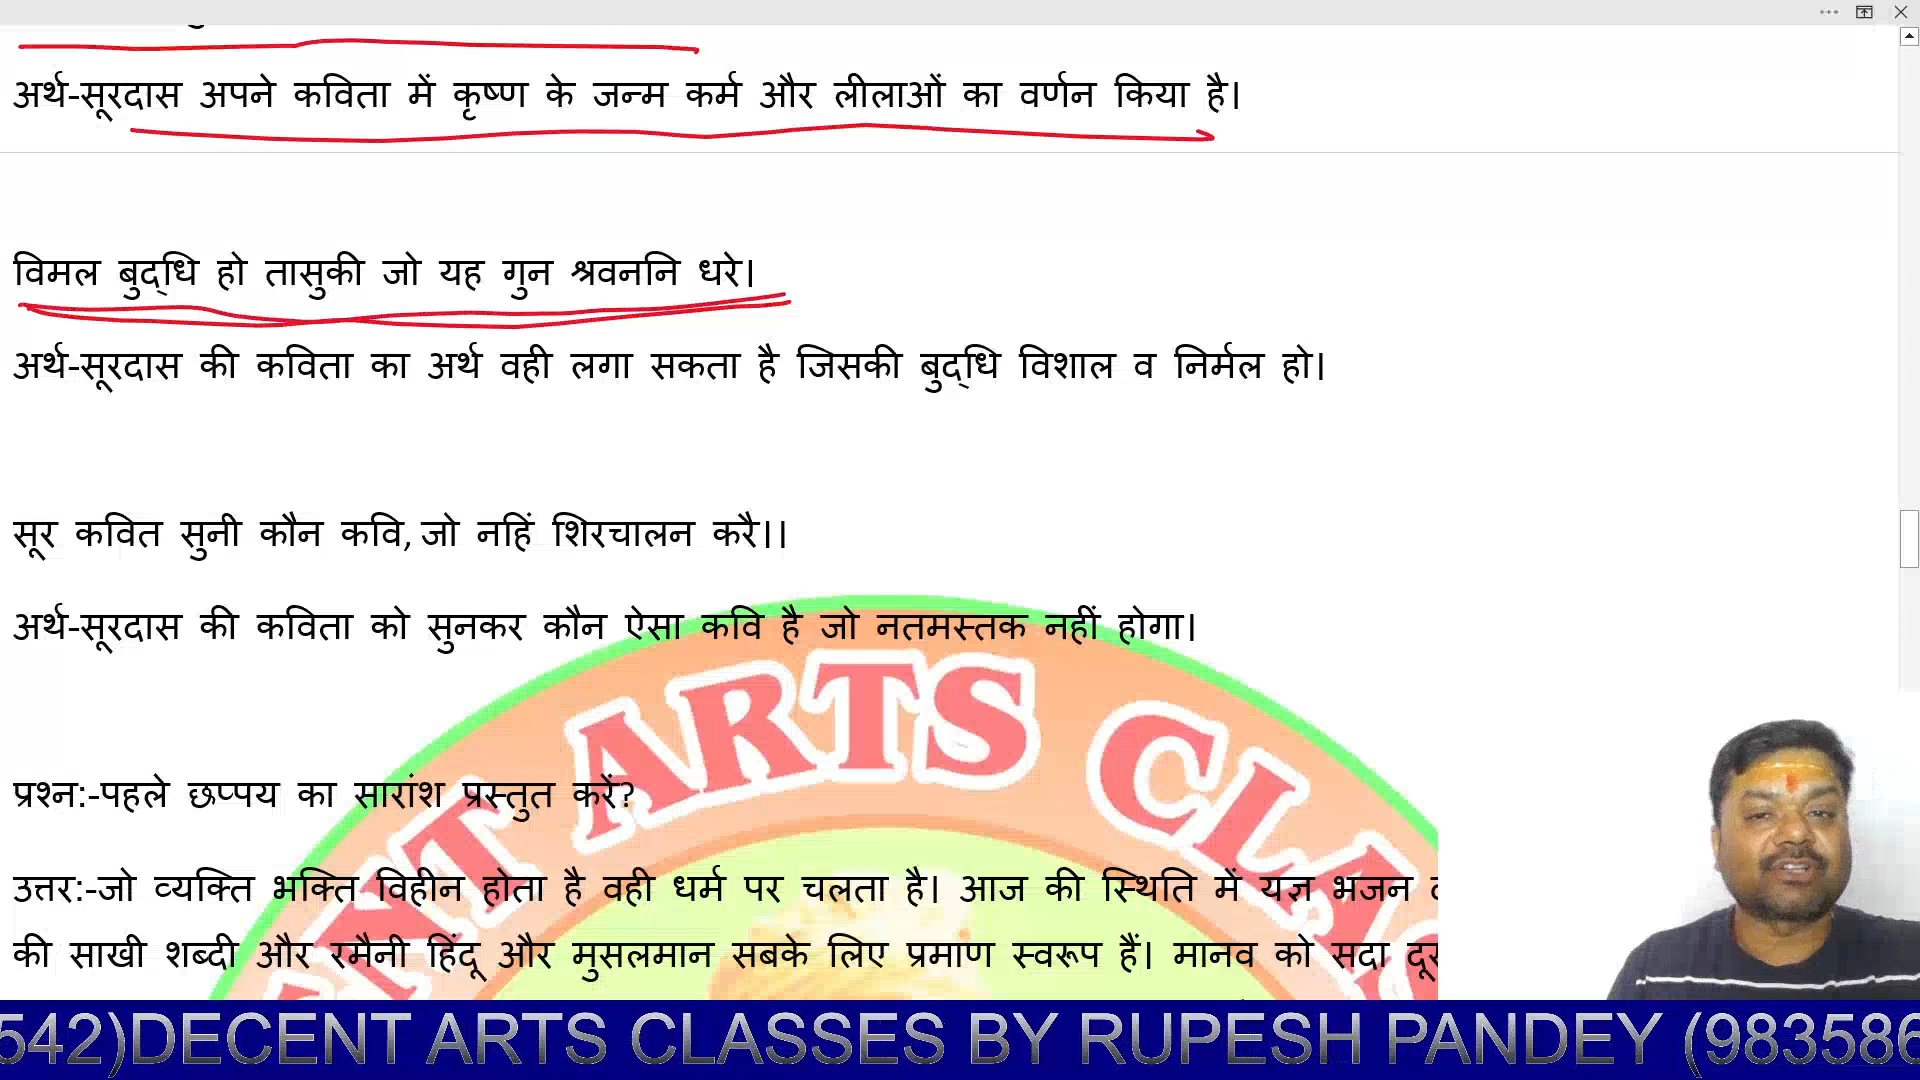 अर्थ-सूरदास अपने कविता में कृष्ण के जन्म कर्म और लीलाओं का वर्णन किया है।
विमल बुद्धि हो तासुकी जो यह गुन श्रवननि धरे।
अर्थ-सूरदास की कविता का अर्थ वही लगा सकता है जिसकी बुद्धि विशाल व निर्मल हो।
सूर कवित सुनी कौन कवि, जो नहिं शिरचालन करै।।
अर्थ-सूरदास की कविता को सुनकर कौन ऐसा कवि है जो नतमस्तक नहीं होगा।
ARTS CLAS
प्रश्न:-पहले छप्पय का सारांश प्रस्तुत करें?
उत्तर:-जो व्यक्ति भक्ति विहीन होता है वही धर्म पर चलता है। आज की स्थिति में यज्ञ भजन
की साखी शब्दी और रमैनी हिंदू और मुसलमान सबके लिए प्रमाण स्वरूप हैं। मानव को सदा
542)DECENT ARTS CLASSES BY RUPESH PANDEY (983586